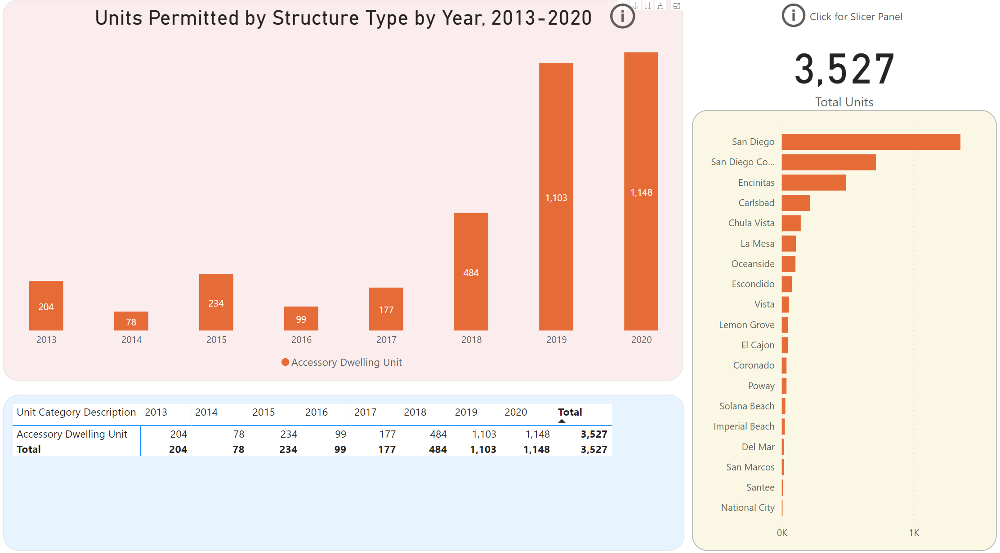 Units Permitted by Structure Type by Year, 2013-2020
204
78
234
99
177
484
1,103
1,148
2013 2014 2015 2016 2017 2018 2019 2020
Accessory Dwelling Unit
Unit Category Description 2013 2014 2015 2016 2017 2018 2019 2020 Total
Accessory Dwelling Unit 204 78 234 99 177 484 1,103 1,148 3,527
Total 204 78 234 99 177 484 1,103 1,148 3,527
Click for Slicer Panel
3,527
Total Units
San Diego
San Diego Co...
Encinitas
Carlsbad
Chula Vista
La Mesa
Oceanside
Escondido
Vista
Lemon Grove
El Cajon
Coronado
Poway
Solana Beach
Imperial Beach
Del Mar
San Marcos
Santee
National City
0K 1K